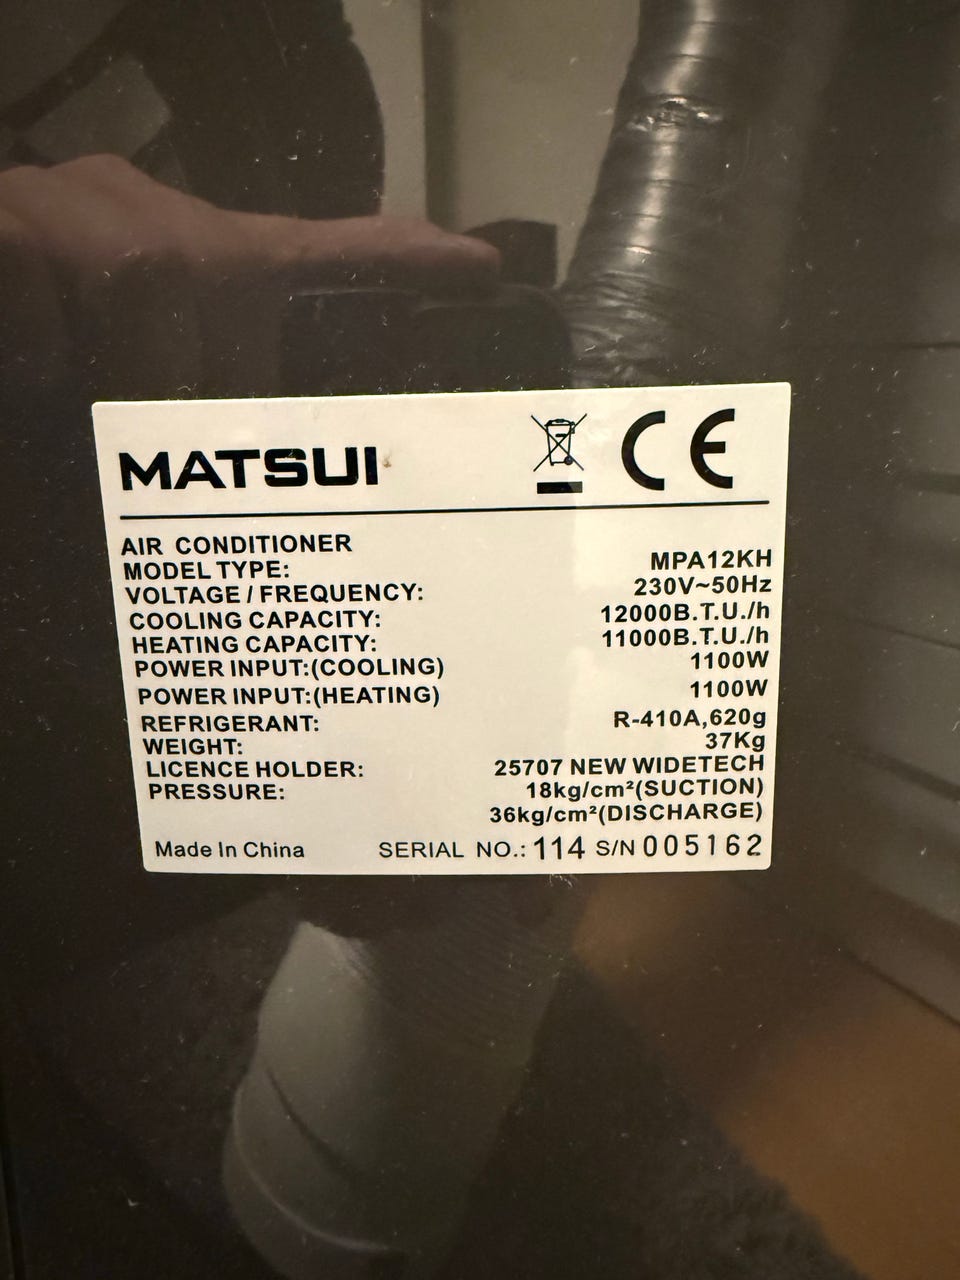 MATSUI
CE
AIR CONDITIONER
MODEL TYPE: MPA12KH
VOLTAGE / FREQUENCY: 230V~50Hz
COOLING CAPACITY: 12000B.T.U./h
HEATING CAPACITY: 11000B.T.U./h
POWER INPUT:(COOLING) 1100W
POWER INPUT:(HEATING) 1100W
REFRIGERANT: R-410A,620g
WEIGHT: 37Kg
LICENCE HOLDER: 25707 NEW WIDETECH
PRESSURE: 18kg/cm²(SUCTION)
36kg/cm²(DISCHARGE)
Made In China SERIAL NO.: 114 S/N 005162